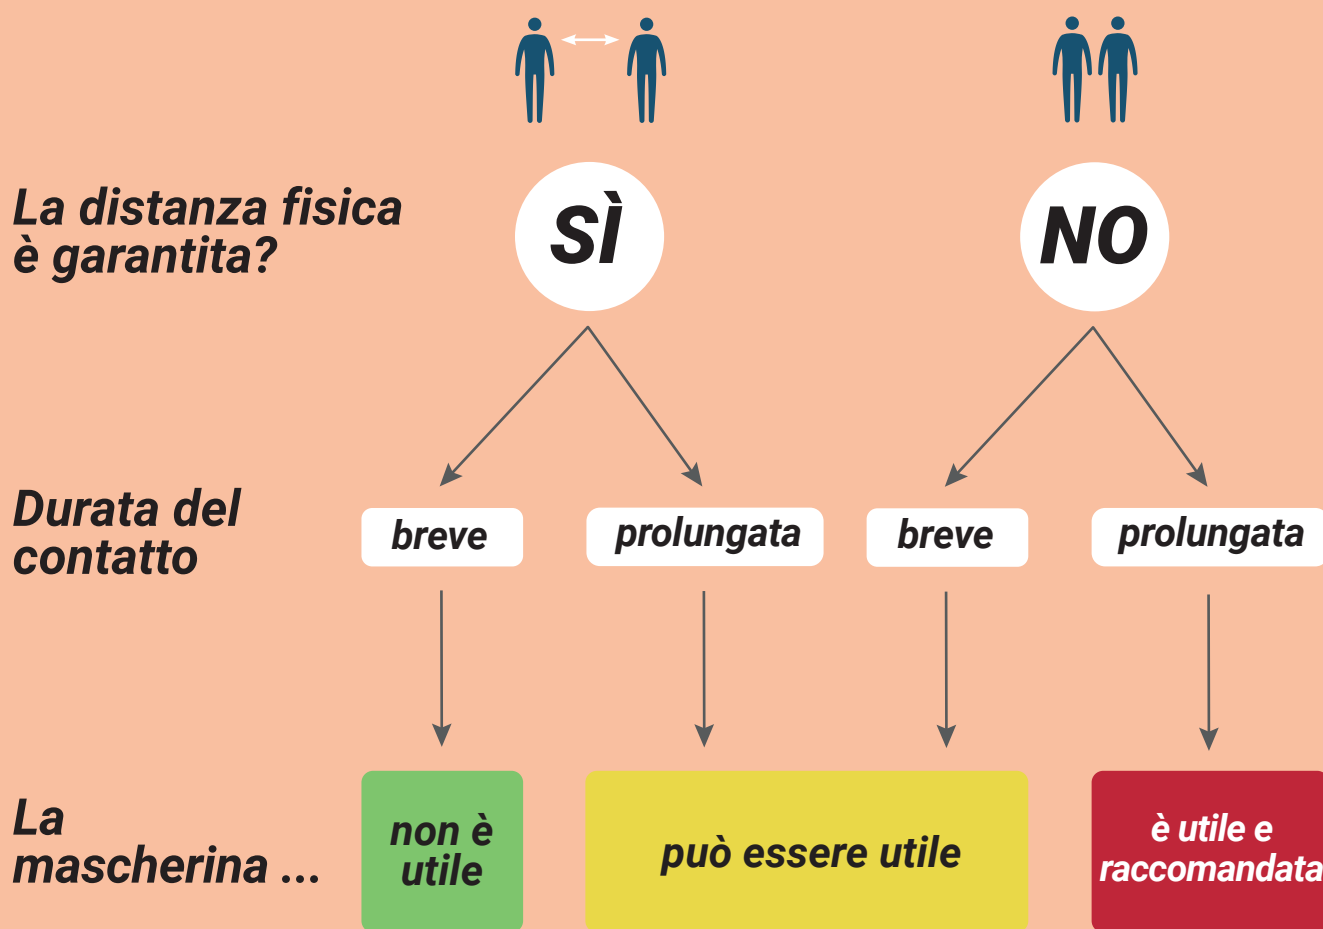 La distanza fisica
è garantita?
SÌ
NO
Durata del
contatto
breve
prolungata
breve
prolungata
La
mascherina ...
non è
utile
può essere utile
è utile e
raccomandata